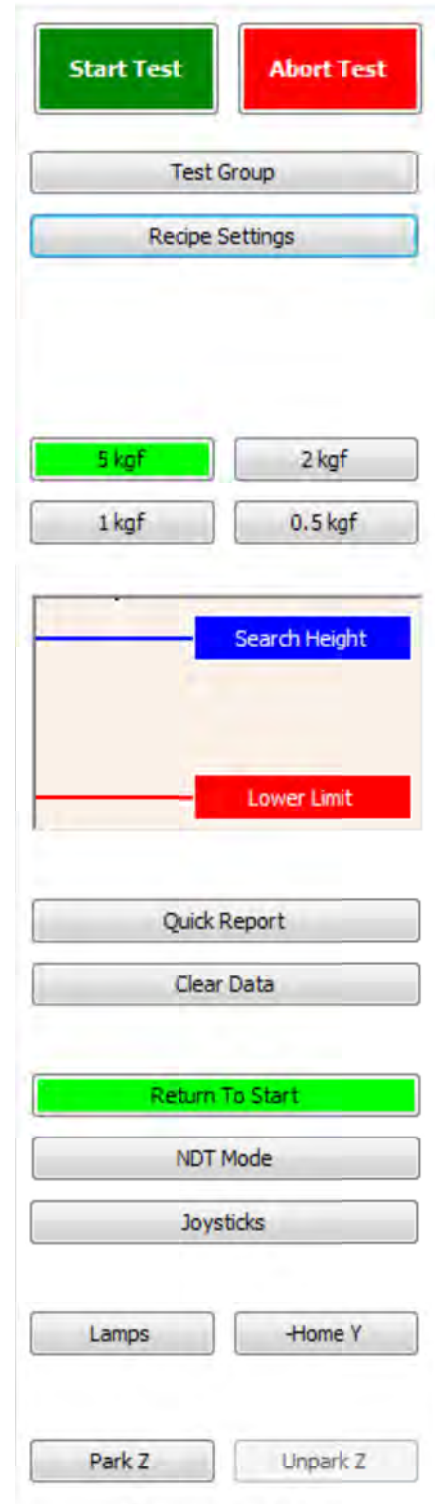 Start Test Abort Test
Test Group
Recipe Settings
5 kgf 2 kgf
1 kgf 0.5 kgf
Search Height
Lower Limit
Quick Report
Clear Data
Return To Start
NDT Mode
Joysticks
Lamps -Home Y
Park Z Unpark Z